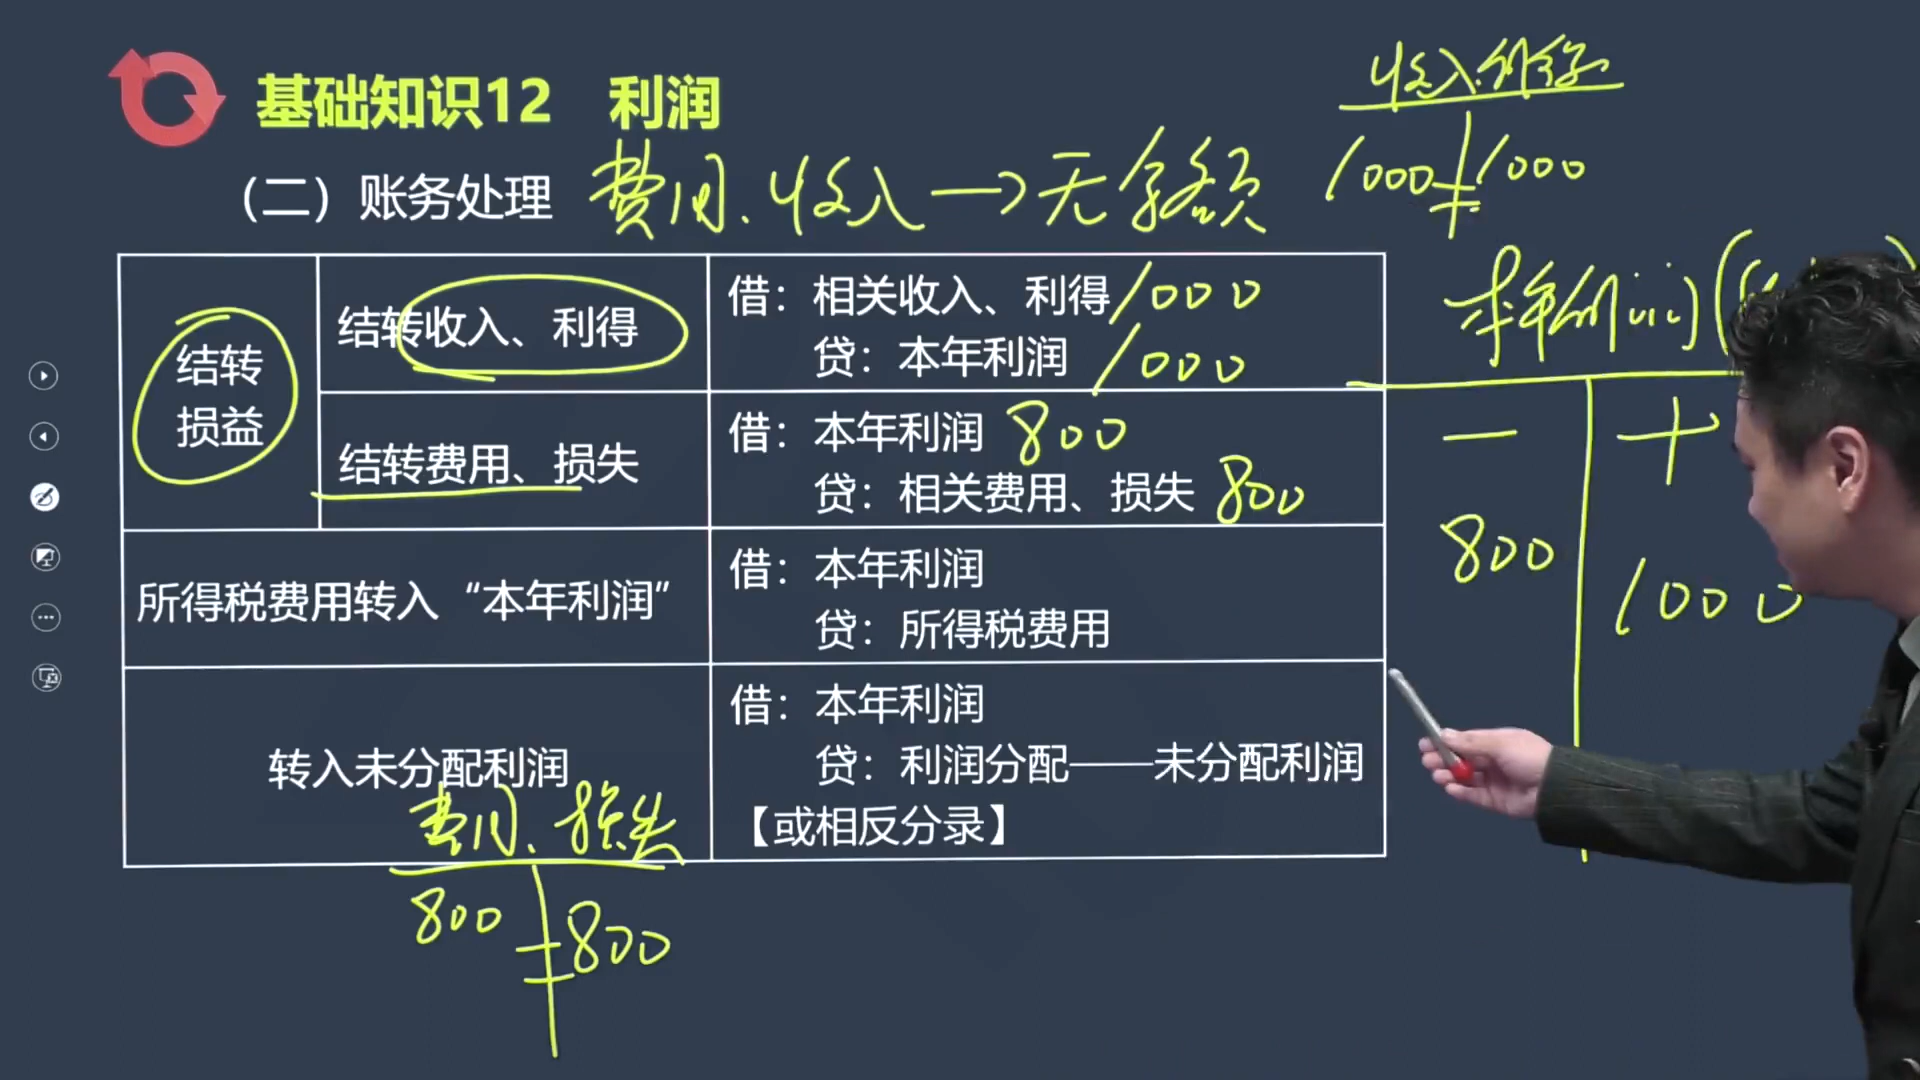 基础知识12 利润
收入.利得
1000 1000
（二）账务处理 费用、收入→无余额
结转损益
结转收入、利得
借：相关收入、利得 1000
贷：本年利润 1000
结转费用、损失
借：本年利润 800
贷：相关费用、损失 800
本年利润
－ ＋
800 1000
所得税费用转入“本年利润”
借：本年利润
贷：所得税费用
转入未分配利润
借：本年利润
贷：利润分配——未分配利润
【或相反分录】
费用、损失
800 800